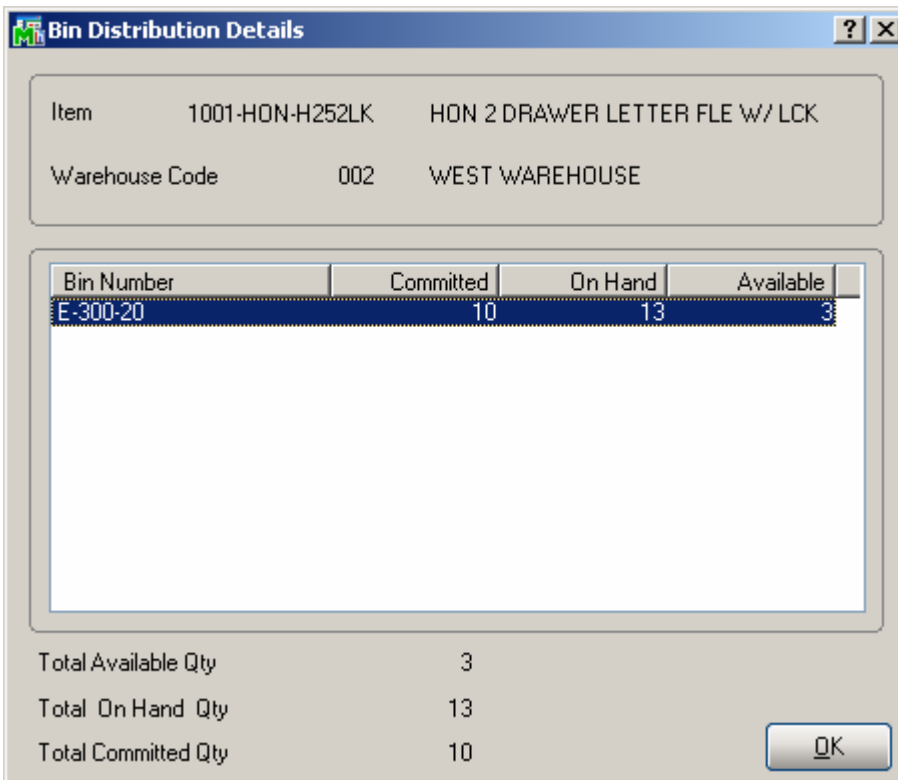 Bin Distribution Details
Item 1001-HON-H252LK HON 2 DRAWER LETTER FLE W/ LCK
Warehouse Code 002 WEST WAREHOUSE
Bin Number Committed On Hand Available
E-300-20 10 13 3
Total Available Qty 3
Total On Hand Qty 13
Total Committed Qty 10
OK